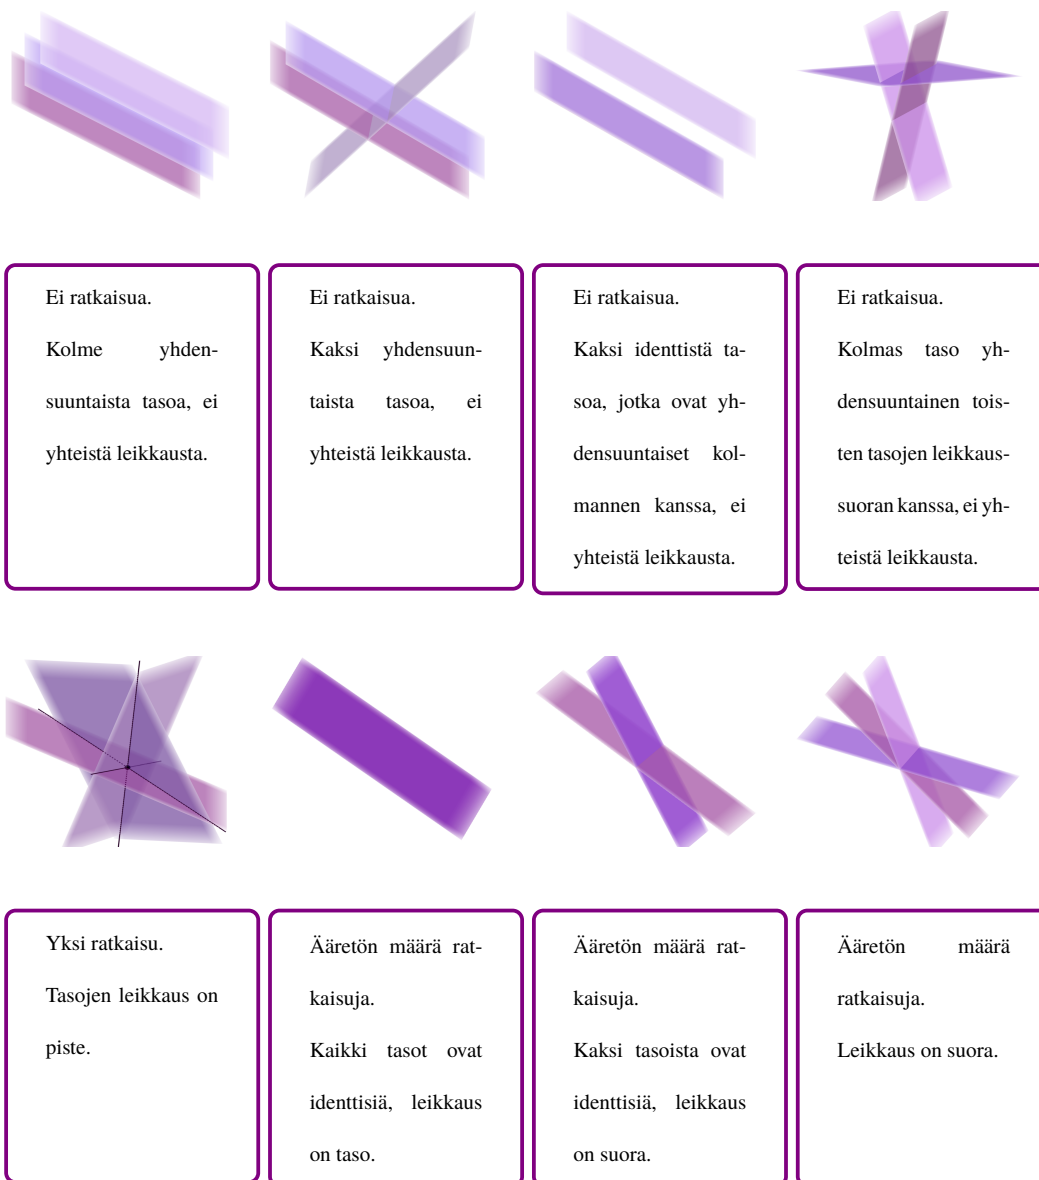 Ei ratkaisua.
Kolme yhden-
suuntaista tasoa, ei
yhteistä leikkausta.
Ei ratkaisua.
Kaksi yhdensuun-
taista tasoa, ei
yhteistä leikkausta.
Ei ratkaisua.
Kaksi identtistä ta-
soa, jotka ovat yh-
densuuntaiset kol-
mannen kanssa, ei
yhteistä leikkausta.
Ei ratkaisua.
Kolmas taso yh-
densuuntainen tois-
ten tasojen leikkaus-
suoran kanssa, ei yh-
teistä leikkausta.
Yksi ratkaisu.
Tasojen leikkaus on
piste.
Ääretön määrä rat-
kaisuja.
Kaikki tasot ovat
identtisiä, leikkaus
on taso.
Ääretön määrä rat-
kaisuja.
Kaksi tasoista ovat
identtisiä, leikkaus
on suora.
Ääretön määrä
ratkaisuja.
Leikkaus on suora.